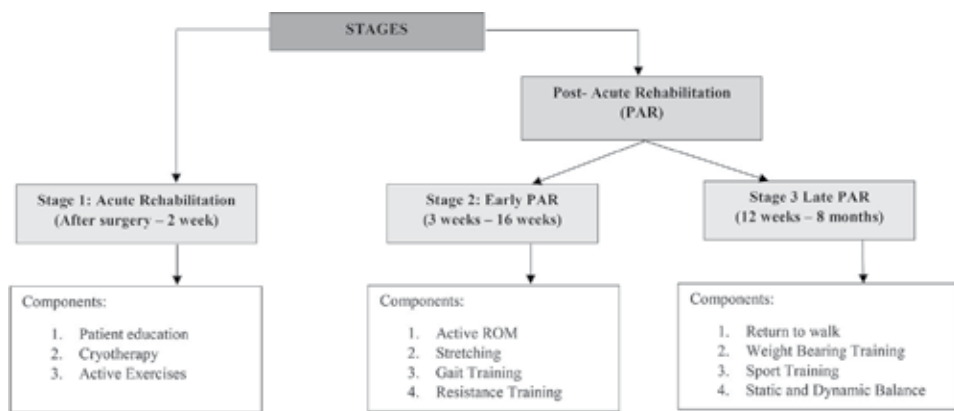 STAGES
Post- Acute Rehabilitation
(PAR)
Stage 1: Acute Rehabilitation
(After surgery – 2 week)
Stage 2: Early PAR
(3 weeks – 16 weeks)
Stage 3 Late PAR
(12 weeks – 8 months)
Components:
1. Patient education
2. Cryotherapy
3. Active Exercises
Components:
1. Active ROM
2. Stretching
3. Gait Training
4. Resistance Training
Components:
1. Return to walk
2. Weight Bearing Training
3. Sport Training
4. Static and Dynamic Balance